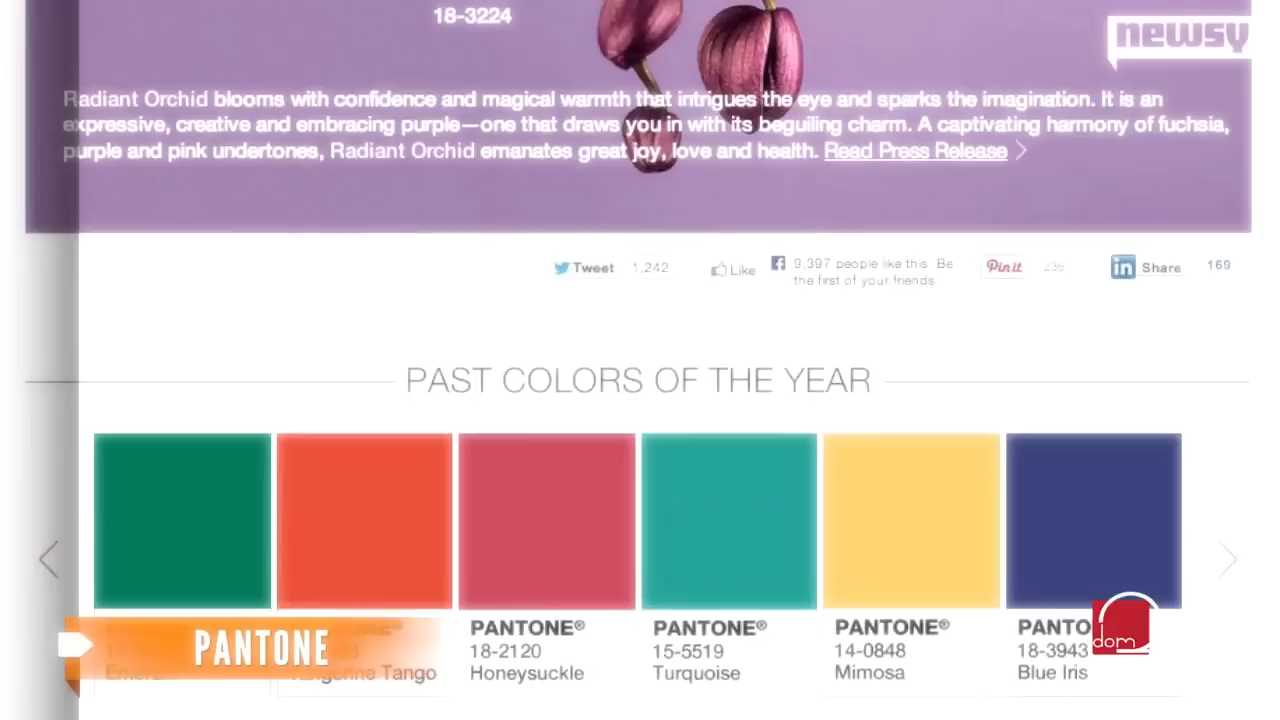 18-3224
newsy
Radiant Orchid blooms with confidence and magical warmth that intrigues the eye and sparks the imagination. It is an
expressive, creative and embracing purple—one that draws you in with its beguiling charm. A captivating harmony of fuchsia,
purple and pink undertones, Radiant Orchid emanates great joy, love and health. Read Press Release
Tweet 1,242 Like 9,397 people like this. Be Pin it 236 in Share 169
the first of your friends
PAST COLORS OF THE YEAR
PANTONE® PANTONE® PANTONE® PANTO
18-2120 15-5519 14-0848 18-3943
Tango Honeysuckle Turquoise Mimosa Blue Iris
PANTONE
dom